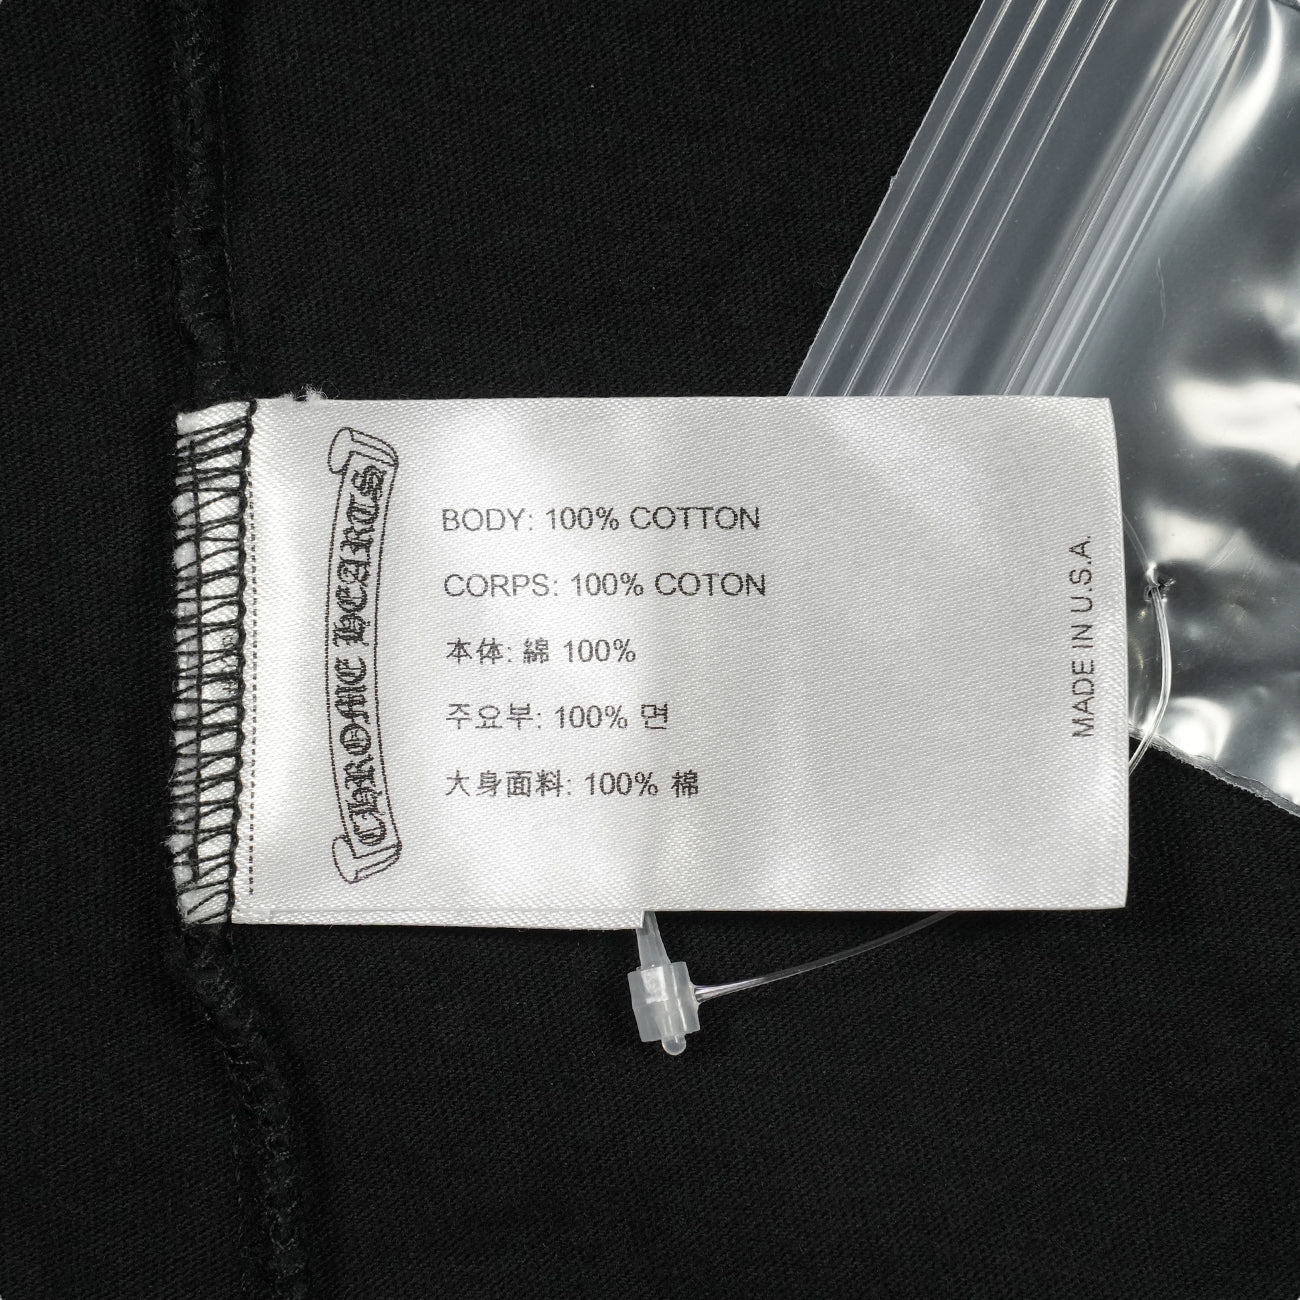 CHROME HEARTS
BODY: 100% COTTON
CORPS: 100% COTON
本体: 綿 100%
주요부: 100% 면
大身面料: 100% 棉
MADE IN U.S.A.